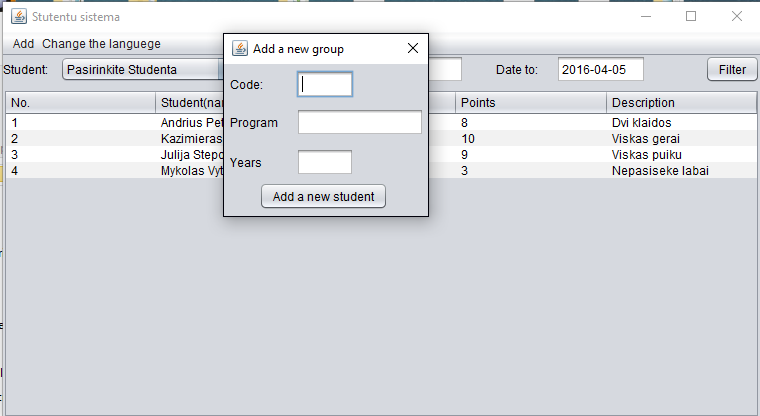 Stutentu sistema
Add Change the languege
Add a new group
Student: Pasirinkite Studenta Date to: 2016-04-05 Filter
Code:
Program
Years
Add a new student
No. Student(na Points Description
1 Andrius Pet 8 Dvi klaidos
2 Kazimieras 10 Viskas gerai
3 Julija Stepo 9 Viskas puiku
4 Mykolas Vyt 3 Nepasiseke labai